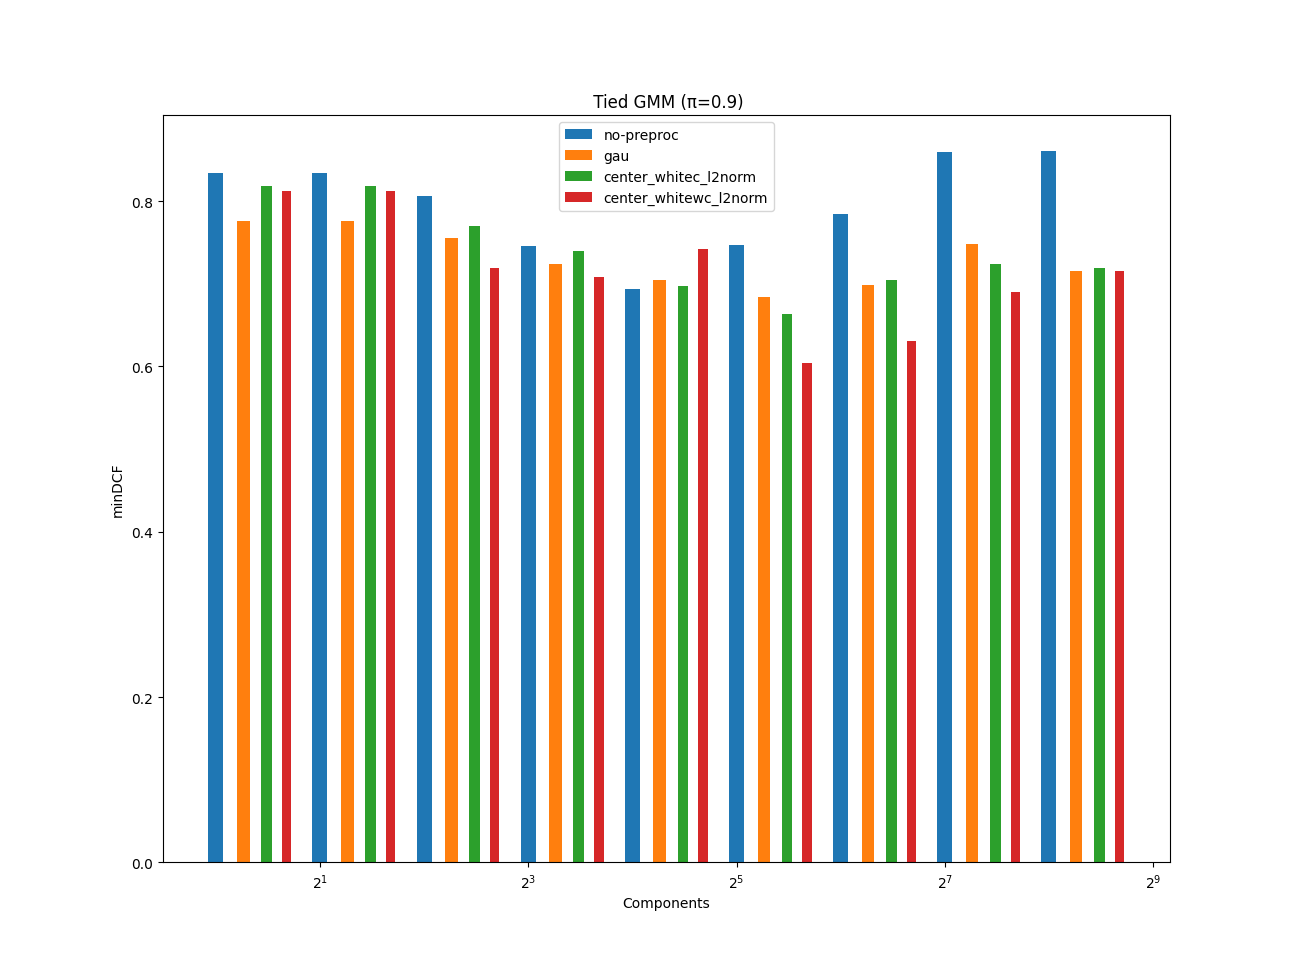 Tied GMM (π=0.9)
no-preproc
gau
center_whitec_l2norm
center_whitewc_l2norm
minDCF
0.8
0.6
0.4
0.2
0.0
2¹ 2³ 2⁵ 2⁷ 2⁹
Components